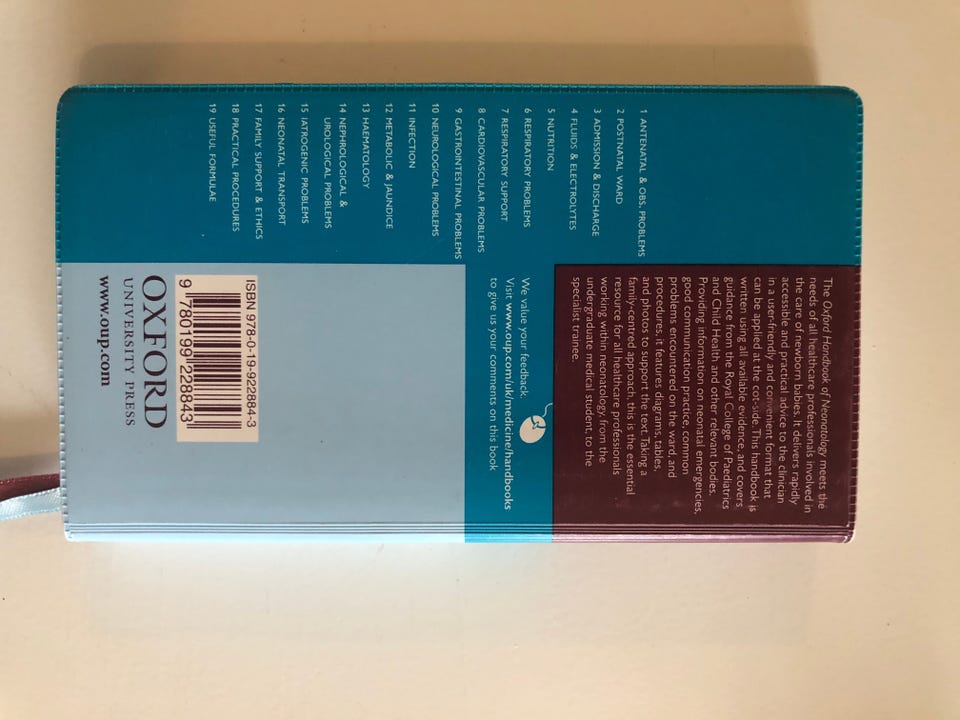 1 ANTENATAL & OBS. PROBLEMS
2 POSTNATAL WARD
3 ADMISSION & DISCHARGE
4 FLUIDS & ELECTROLYTES
5 NUTRITION
6 RESPIRATORY PROBLEMS
7 RESPIRATORY SUPPORT
8 CARDIOVASCULAR PROBLEMS
9 GASTROINTESTINAL PROBLEMS
10 NEUROLOGICAL PROBLEMS
11 INFECTION
12 METABOLIC & JAUNDICE
13 HAEMATOLOGY
14 NEPHROLOGICAL &
UROLOGICAL PROBLEMS
15 IATROGENIC PROBLEMS
16 NEONATAL TRANSPORT
17 FAMILY SUPPORT & ETHICS
18 PRACTICAL PROCEDURES
19 USEFUL FORMULAE
The Oxford Handbook of Neonatology meets the
needs of all healthcare professionals involved in
the care of newborn babies. It delivers rapidly
accessible and practical advice to the clinician
in a user-friendly and convenient format that
can be applied at the cot-side. This handbook is
written using all available evidence, and covers
guidance from the Royal College of Paediatrics
and Child Health and other relevant bodies.
Providing information on neonatal emergencies,
good communication practice, common
problems encountered on the ward, and
procedures, it features diagrams, tables,
and photos to support the text. Taking a
family-centred approach, this is the essential
resource for all healthcare professionals
working within neonatology, from the
undergraduate medical student to the
specialist trainee.
We value your feedback.
Visit www.oup.com/uk/medicine/handbooks
to give us your comments on this book
ISBN 978-0-19-922884-3
9 780199 228843
OXFORD
UNIVERSITY PRESS
www.oup.com